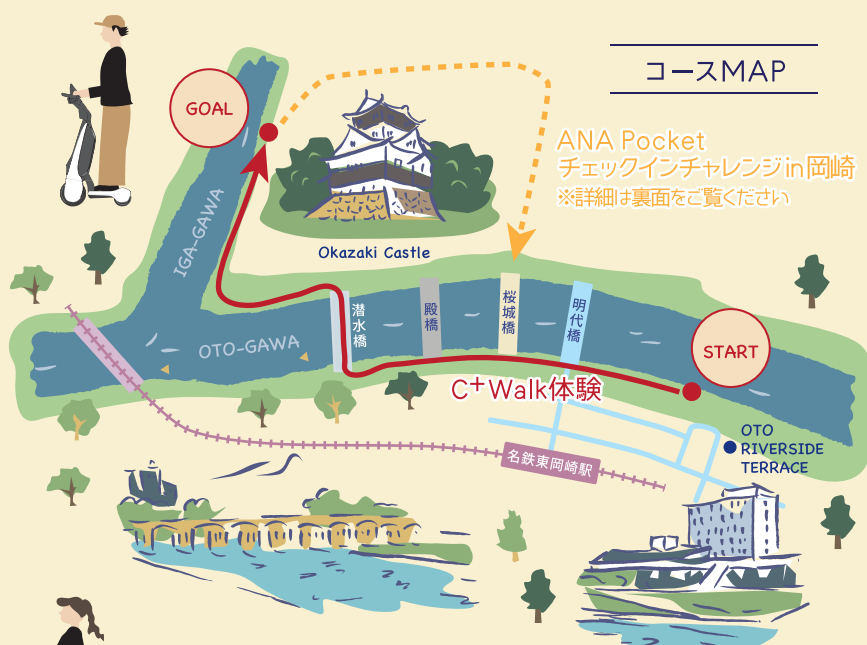 コースMAP
GOAL
ANA Pocket
チェックインチャレンジin岡崎
※詳細は裏面をご覧ください
IGA-GAWA
Okazaki Castle
潜水橋
殿橋
桜城橋
明代橋
OTO-GAWA
START
C+Walk体験
OTO
RIVERSIDE
TERRACE
名鉄東岡崎駅